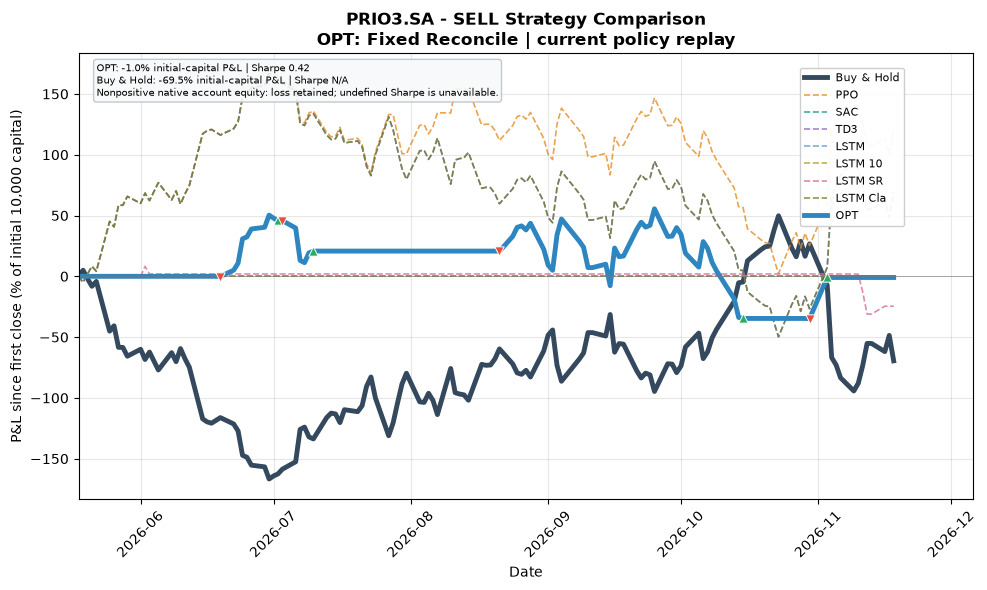 PRIO3.SA - SELL Strategy Comparison
OPT: Fixed Reconcile | current policy replay
OPT: -1.0% initial-capital P&L | Sharpe 0.42
Buy & Hold: -69.5% initial-capital P&L | Sharpe N/A
Nonpositive native account equity: loss retained; undefined Sharpe is unavailable.
Buy & Hold
PPO
SAC
TD3
LSTM
LSTM 10
LSTM SR
LSTM Cla
OPT
P&L since first close (% of initial 10,000 capital)
150
100
50
0
−50
−100
−150
2026-06
2026-07
2026-08
2026-09
2026-10
2026-11
2026-12
Date